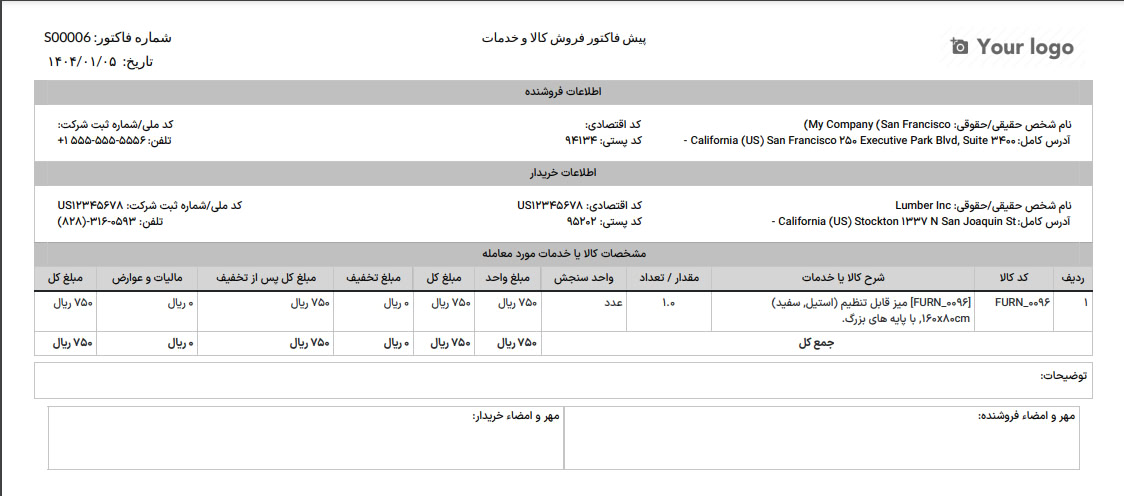 Your logo
پیش فاکتور فروش کالا و خدمات
شماره فاکتور: S00006
تاریخ: ۱۴۰۴/۰۱/۰۵
اطلاعات فروشنده
نام شخص حقیقی/حقوقی: My Company (San Francisco)
کد اقتصادی:
کد ملی/شماره ثبت شرکت:
آدرس کامل: California (US) San Francisco ۲۵۰ Executive Park Blvd, Suite ۳۴۰۰ -
کد پستی: ۹۴۱۳۴
تلفن: +۱ ۵۵۵-۵۵۵-۵۵۵۶
اطلاعات خریدار
نام شخص حقیقی/حقوقی: Lumber Inc
کد اقتصادی: US۱۲۳۴۵۶۷۸
کد ملی/شماره ثبت شرکت: US۱۲۳۴۵۶۷۸
آدرس کامل: California (US) Stockton ۱۳۳۷ N San Joaquin St -
کد پستی: ۹۵۲۰۲
تلفن: (۸۲۸)-۳۱۶-۰۵۹۳
مشخصات کالا یا خدمات مورد معامله
ردیف کد کالا شرح کالا یا خدمات مقدار / تعداد واحد سنجش مبلغ واحد مبلغ کل مبلغ تخفیف مبلغ کل پس از تخفیف مالیات و عوارض مبلغ کل
۱ FURN_۰۰۹۶ [FURN_۰۰۹۶] میز قابل تنظیم (استیل, سفید) ۱.۰ عدد ۷۵۰ ریال ۷۵۰ ریال ۰ ریال ۷۵۰ ریال ۰ ریال ۷۵۰ ریال
۱۶۰x۸۰cm, با پایه های بزرگ.
جمع کل ۷۵۰ ریال ۷۵۰ ریال ۰ ریال ۷۵۰ ریال ۰ ریال ۷۵۰ ریال
توضیحات:
مهر و امضاء فروشنده:
مهر و امضاء خریدار: